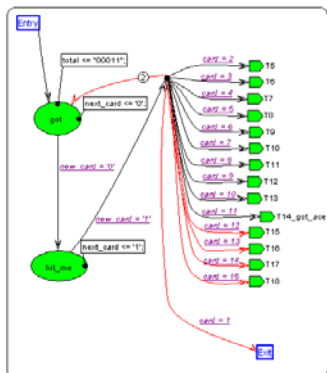 Entry
total <= "00011";
2
card = 2
T5
card = 3
T6
card = 4
T7
got
next_card <= '0';
card = 5
T8
card = 6
T9
card = 7
T10
card = 8
T11
new_card = '0'
card = 9
T12
card = 10
T13
new_card = '1'
card = 11
T14_got_ace
card = 12
T15
card = 13
T16
next_card <= '1';
hit_me
card = 14
T17
card = 15
T18
card = 1
Exit